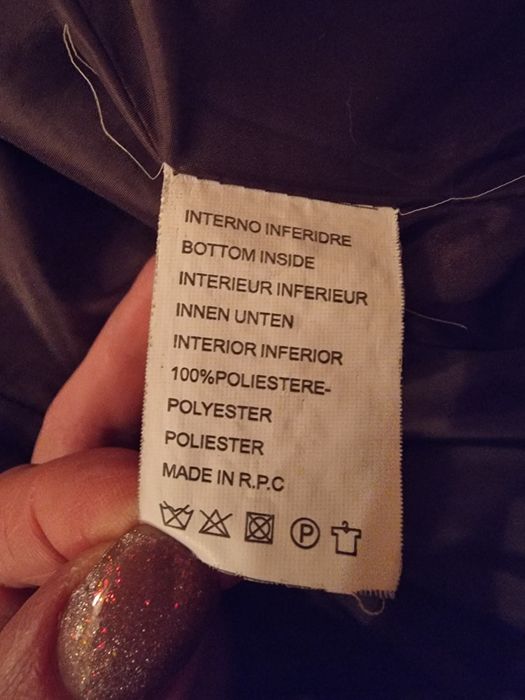 INTERNO INFERIDRE
BOTTOM INSIDE
INTERIEUR INFERIEUR
INNEN UNTEN
INTERIOR INFERIOR
100%POLIESTERE-
POLYESTER
POLIESTER
MADE IN R.P.C
P